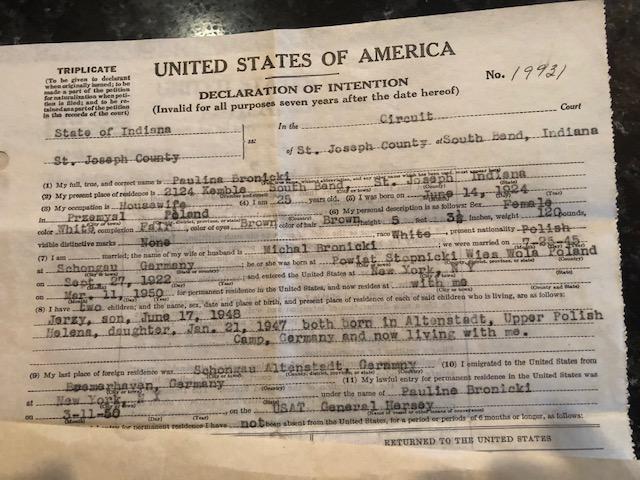 TRIPLICATE
(To be given to declarant
when originally issued; to be
made a part of the petition
for naturalization when peti-
tion is filed; and to be re-
tained as a part of the petition
in the records of the court)
UNITED STATES OF AMERICA
DECLARATION OF INTENTION
(Invalid for all purposes seven years after the date hereof)
No. 19921
State of Indiana
St. Joseph County
ss:
In the Circuit Court
of St. Joseph County at South Bend, Indiana
(1) My full, true, and correct name is Paulina Bronicki
(2) My present place of residence is 2124 Kemble South Bend, St. Joseph Indiana
(3) My occupation is Housewife (4) I am 25 years old. (5) I was born on June 14, 1924
in Przemysl Poland (6) My personal description is as follows: Sex Female
color White, complexion Fair, color of eyes Brown color of hair Brown, height 5 feet 3½ inches, weight 120 pounds,
visible distinctive marks None race White, present nationality Polish
(7) I am married; the name of my wife or husband is Michal Bronicki; we were married on 7-28-45
at Schongau Germany he or she was born at Powiat Stopnicki Wies Wola Poland
on Sept. 27, 1922 and entered the United States at New York, N.Y.
on Mar. 11, 1950 for permanent residence in the United States, and now resides at with me
(8) I have two children; and the name, sex, date and place of birth, and present place of residence of each of said children who is living, are as follows:
Jerzy, son, June 17, 1948
Helena, daughter, Jan. 21, 1947 both born in Altenstadt, Upper Polish
Camp, Germany and now living with me.
(9) My last place of foreign residence was Schongau Altenstadt, Germnny (10) I emigrated to the United States from
Bremerhaven, Germany (11) My lawful entry for permanent residence in the United States was
at New York, N Y under the name of Pauline Bronicki
on 3-11-50 on the USAT General Hersey
for permanent residence I have not been absent from the United States, for a period or periods of 6 months or longer, as follows:
RETURNED TO THE UNITED STATES